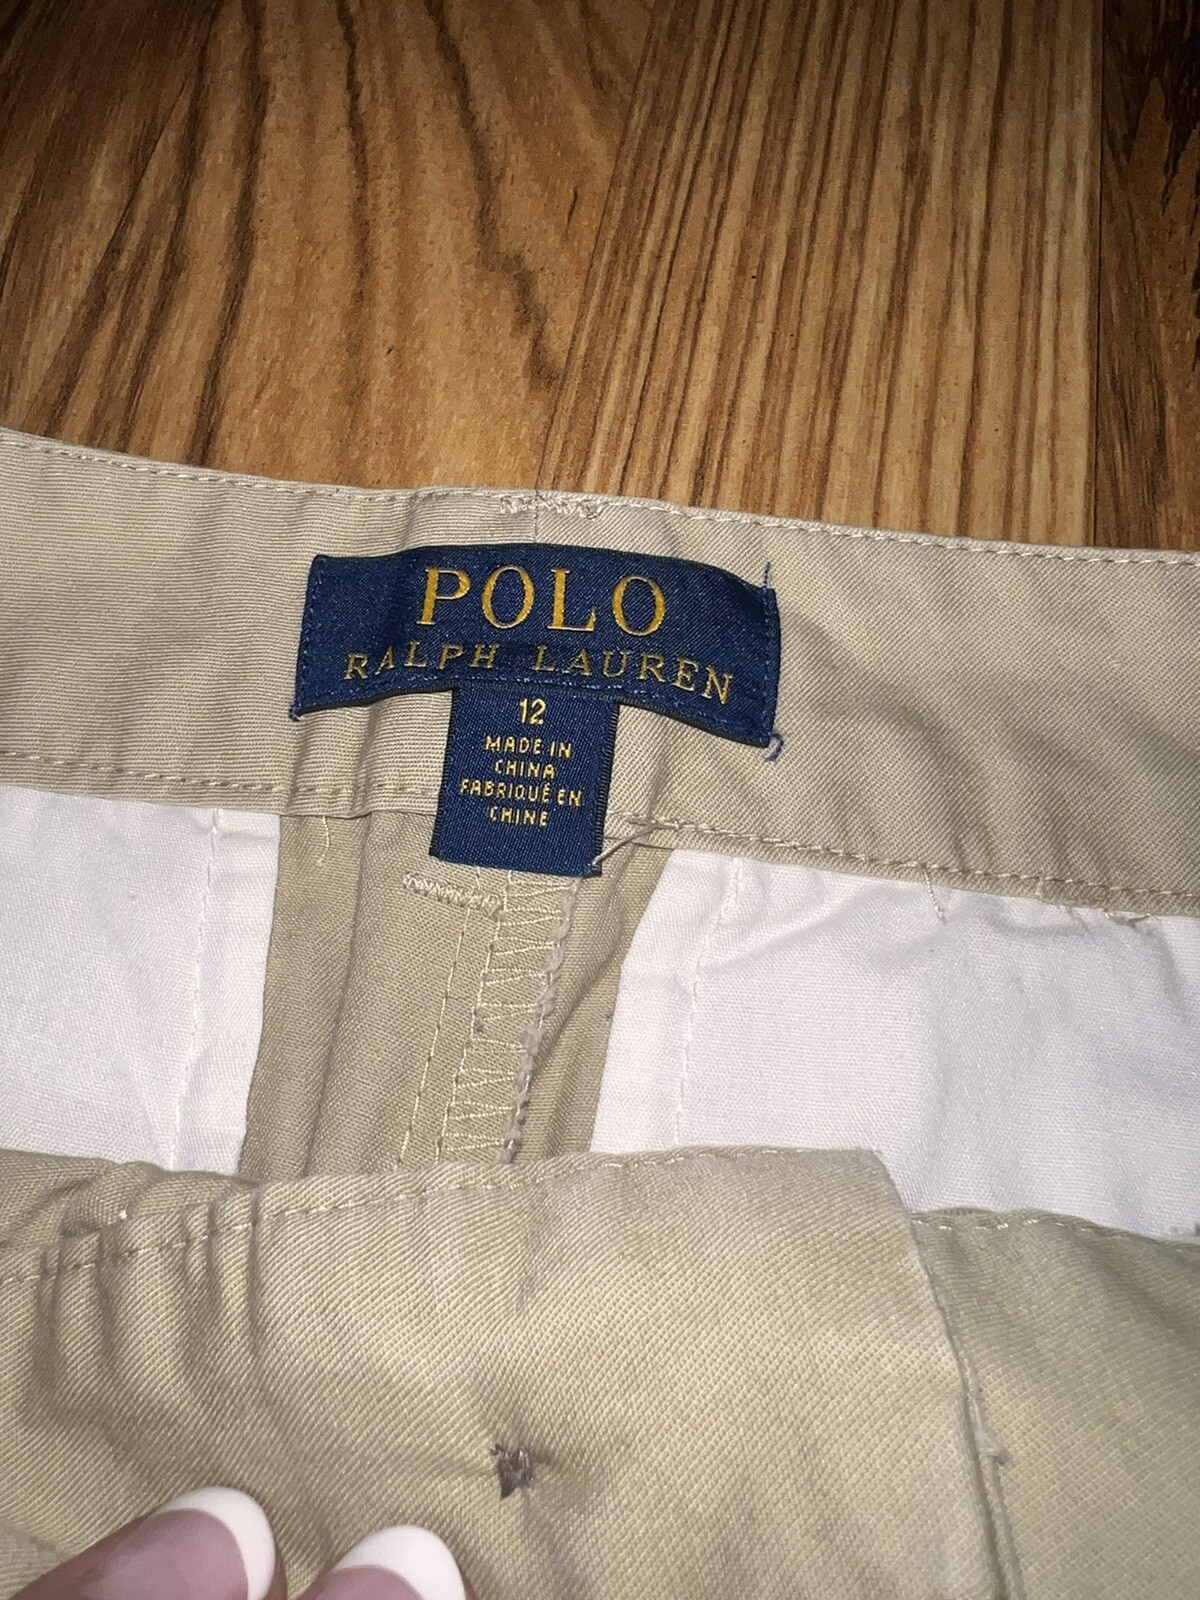 POLO
RALPH LAUREN
12
MADE IN
CHINA
FABRIQUÉ EN
CHINE